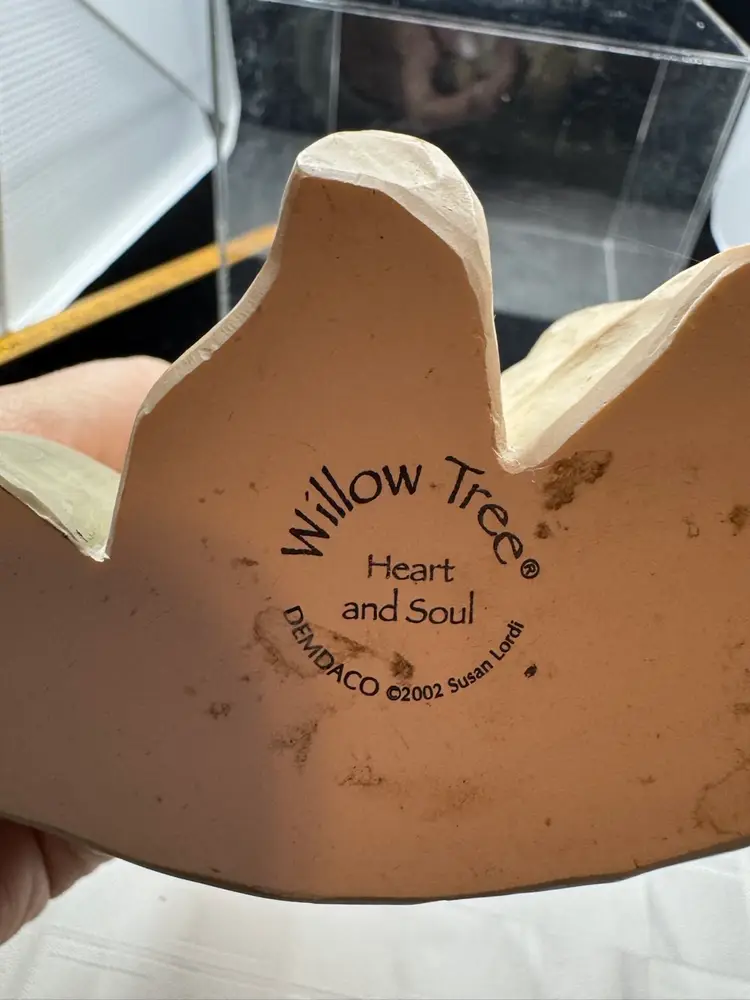 Willow Tree®
Heart
and Soul
DEMDACO ©2002 Susan Lordi